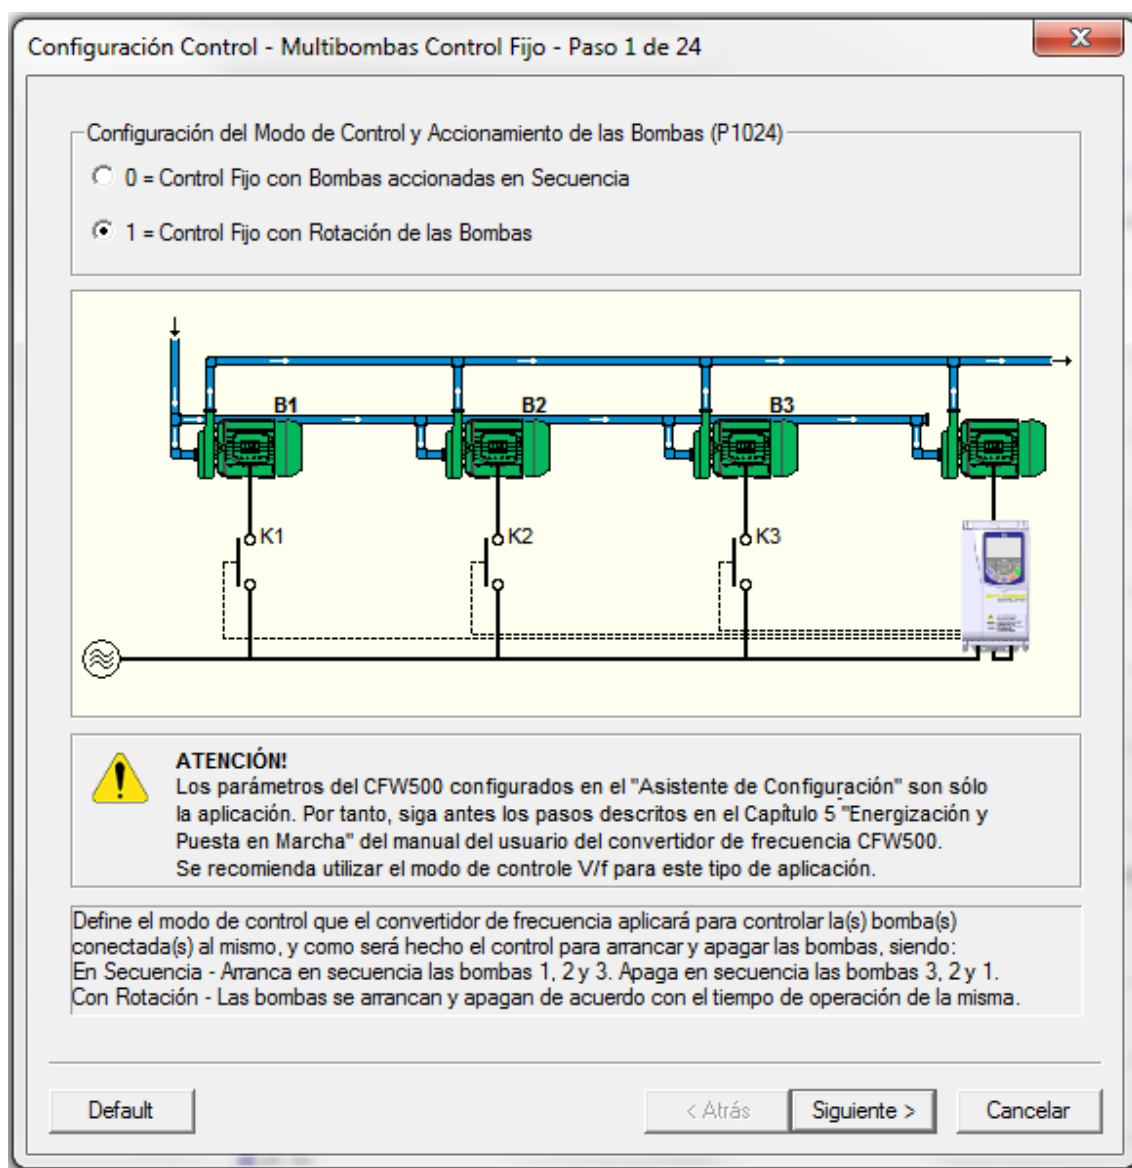 Configuración Control - Multibombas Control Fijo - Paso 1 de 24
Configuración del Modo de Control y Accionamiento de las Bombas (P1024)
0 = Control Fijo con Bombas accionadas en Secuencia
1 = Control Fijo con Rotación de las Bombas
B1
B2
B3
K1
K2
K3
ATENCIÓN!
Los parámetros del CFW500 configurados en el "Asistente de Configuración" son sólo
la aplicación. Por tanto, siga antes los pasos descritos en el Capítulo 5 "Energización y
Puesta en Marcha" del manual del usuario del convertidor de frecuencia CFW500.
Se recomienda utilizar el modo de controle V/f para este tipo de aplicación.
Define el modo de control que el convertidor de frecuencia aplicará para controlar la(s) bomba(s)
conectada(s) al mismo, y como será hecho el control para arrancar y apagar las bombas, siendo:
En Secuencia - Arranca en secuencia las bombas 1, 2 y 3. Apaga en secuencia las bombas 3, 2 y 1.
Con Rotación - Las bombas se arrancan y apagan de acuerdo con el tiempo de operación de la misma.
Default
< Atrás
Siguiente >
Cancelar